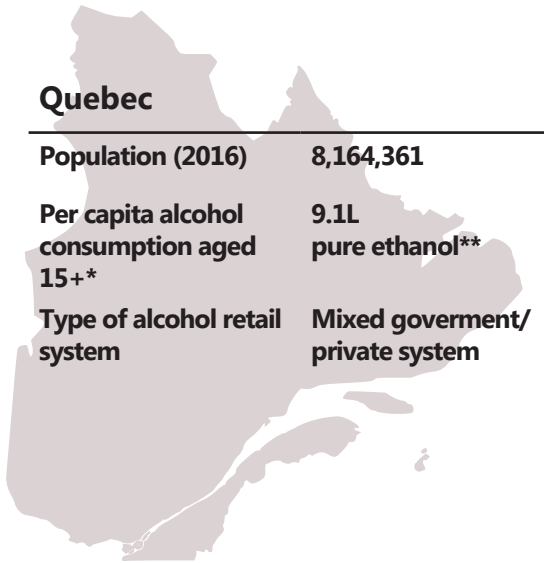 Quebec
Population (2016) 8,164,361
Per capita alcohol 9.1L
consumption aged pure ethanol**
15+*
Type of alcohol retail Mixed goverment/
system private system